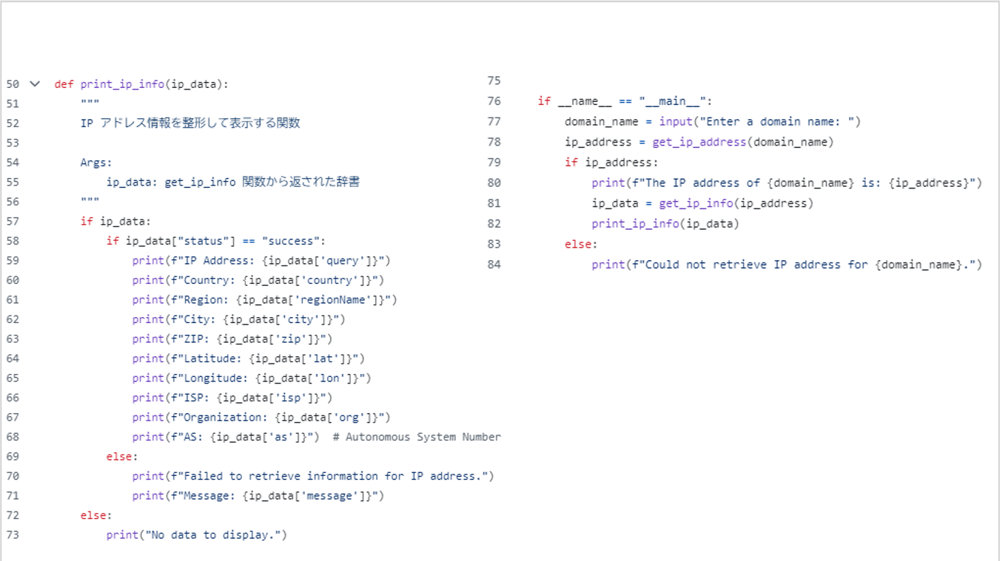 50 def print_ip_info(ip_data):
51 """
52 IP アドレス情報を整形して表示する関数
53
54 Args:
55 ip_data: get_ip_info 関数から返された辞書
56 """
57 if ip_data:
58 if ip_data["status"] == "success":
59 print(f"IP Address: {ip_data['query']}")
60 print(f"Country: {ip_data['country']}")
61 print(f"Region: {ip_data['regionName']}")
62 print(f"City: {ip_data['city']}")
63 print(f"ZIP: {ip_data['zip']}")
64 print(f"Latitude: {ip_data['lat']}")
65 print(f"Longitude: {ip_data['lon']}")
66 print(f"ISP: {ip_data['isp']}")
67 print(f"Organization: {ip_data['org']}")
68 print(f"AS: {ip_data['as']}")  # Autonomous System Number
69 else:
70 print(f"Failed to retrieve information for IP address.")
71 print(f"Message: {ip_data['message']}")
72 else:
73 print("No data to display.")
75
76 if __name__ == "__main__":
77 domain_name = input("Enter a domain name: ")
78 ip_address = get_ip_address(domain_name)
79 if ip_address:
80 print(f"The IP address of {domain_name} is: {ip_address}")
81 ip_data = get_ip_info(ip_address)
82 print_ip_info(ip_data)
83 else:
84 print(f"Could not retrieve IP address for {domain_name}.")